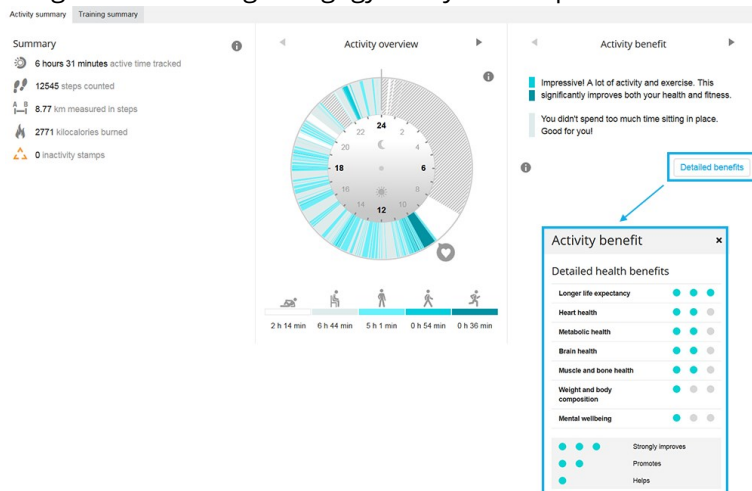 Activity summary
Training summary
Summary
6 hours 31 minutes active time tracked
12545 steps counted
A B
8.77 km measured in steps
2771 kilocalories burned
0 inactivity stamps
Activity overview
24
2
4
6
8
10
12
14
16
18
20
22
2 h 14 min
6 h 44 min
5 h 1 min
0 h 54 min
0 h 36 min
Activity benefit
Impressive! A lot of activity and exercise. This
significantly improves both your health and fitness.
You didn't spend too much time sitting in place.
Good for you!
Detailed benefits
Activity benefit
×
Detailed health benefits
Longer life expectancy
Heart health
Metabolic health
Brain health
Muscle and bone health
Weight and body
composition
Mental wellbeing
Strongly improves
Promotes
Helps